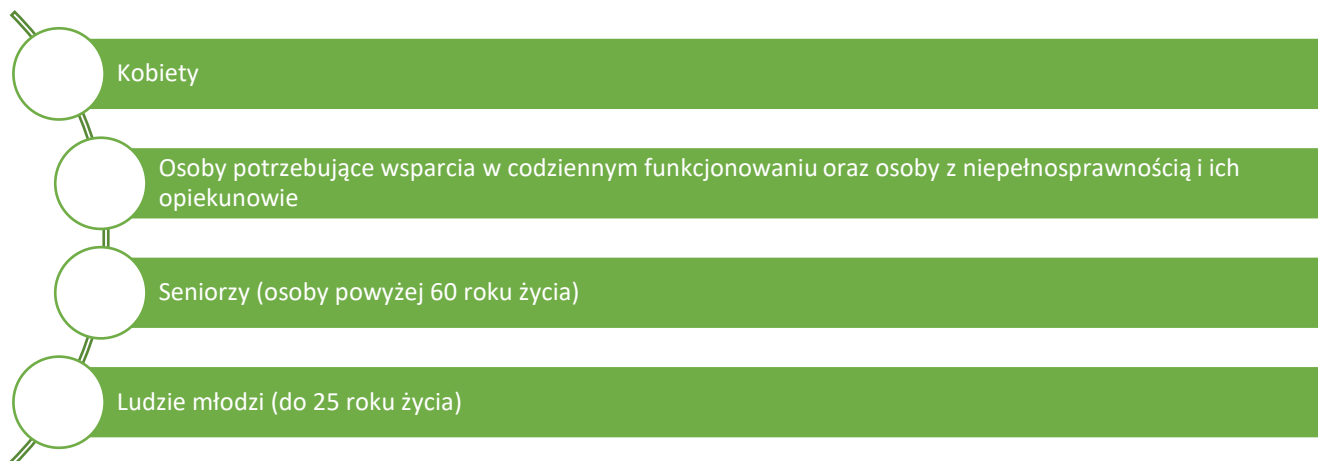 Kobiety
Osoby potrzebujące wsparcia w codziennym funkcjonowaniu oraz osoby z niepełnosprawnością i ich
opiekunowie
Seniorzy (osoby powyżej 60 roku życia)
Ludzie młodzi (do 25 roku życia)